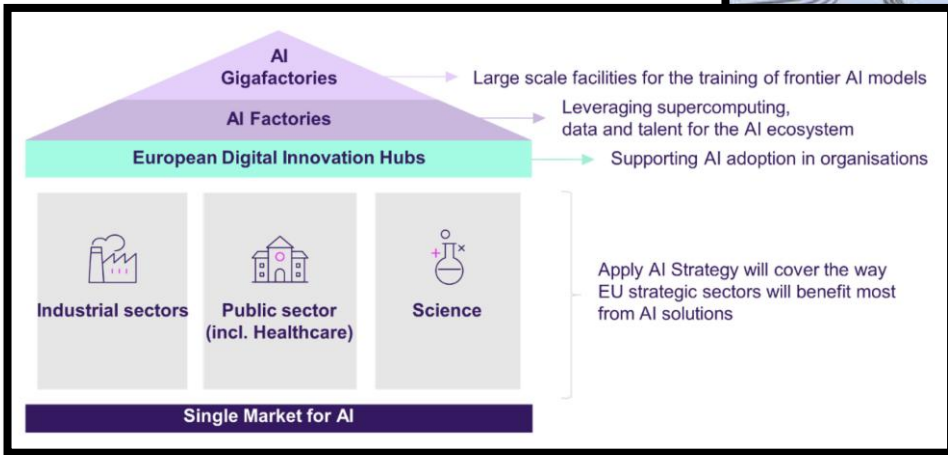 AI
Gigafactories
Large scale facilities for the training of frontier AI models
AI Factories
Leveraging supercomputing,
data and talent for the AI ecosystem
European Digital Innovation Hubs
Supporting AI adoption in organisations
Industrial sectors
Public sector
(incl. Healthcare)
Science
Apply AI Strategy will cover the way
EU strategic sectors will benefit most
from AI solutions
Single Market for AI